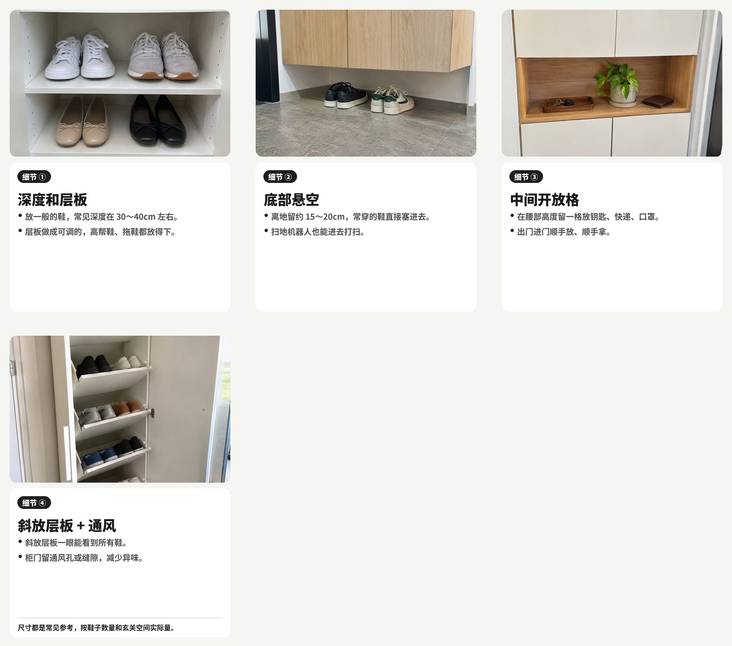 细节①
深度和层板
• 放一般的鞋，常见深度在 30～40cm 左右。
• 层板做成可调的，高帮鞋、拖鞋都放得下。
细节②
底部悬空
• 离地留约 15～20cm，常穿的鞋直接塞进去。
• 扫地机器人也能进去打扫。
细节③
中间开放格
• 在腰部高度留一格放钥匙、快递、口罩。
• 出门进门顺手放、顺手拿。
细节④
斜放层板 + 通风
• 斜放层板一眼能看到所有鞋。
• 柜门留通风孔或缝隙，减少异味。
尺寸都是常见参考，按鞋子数量和玄关空间实际量。